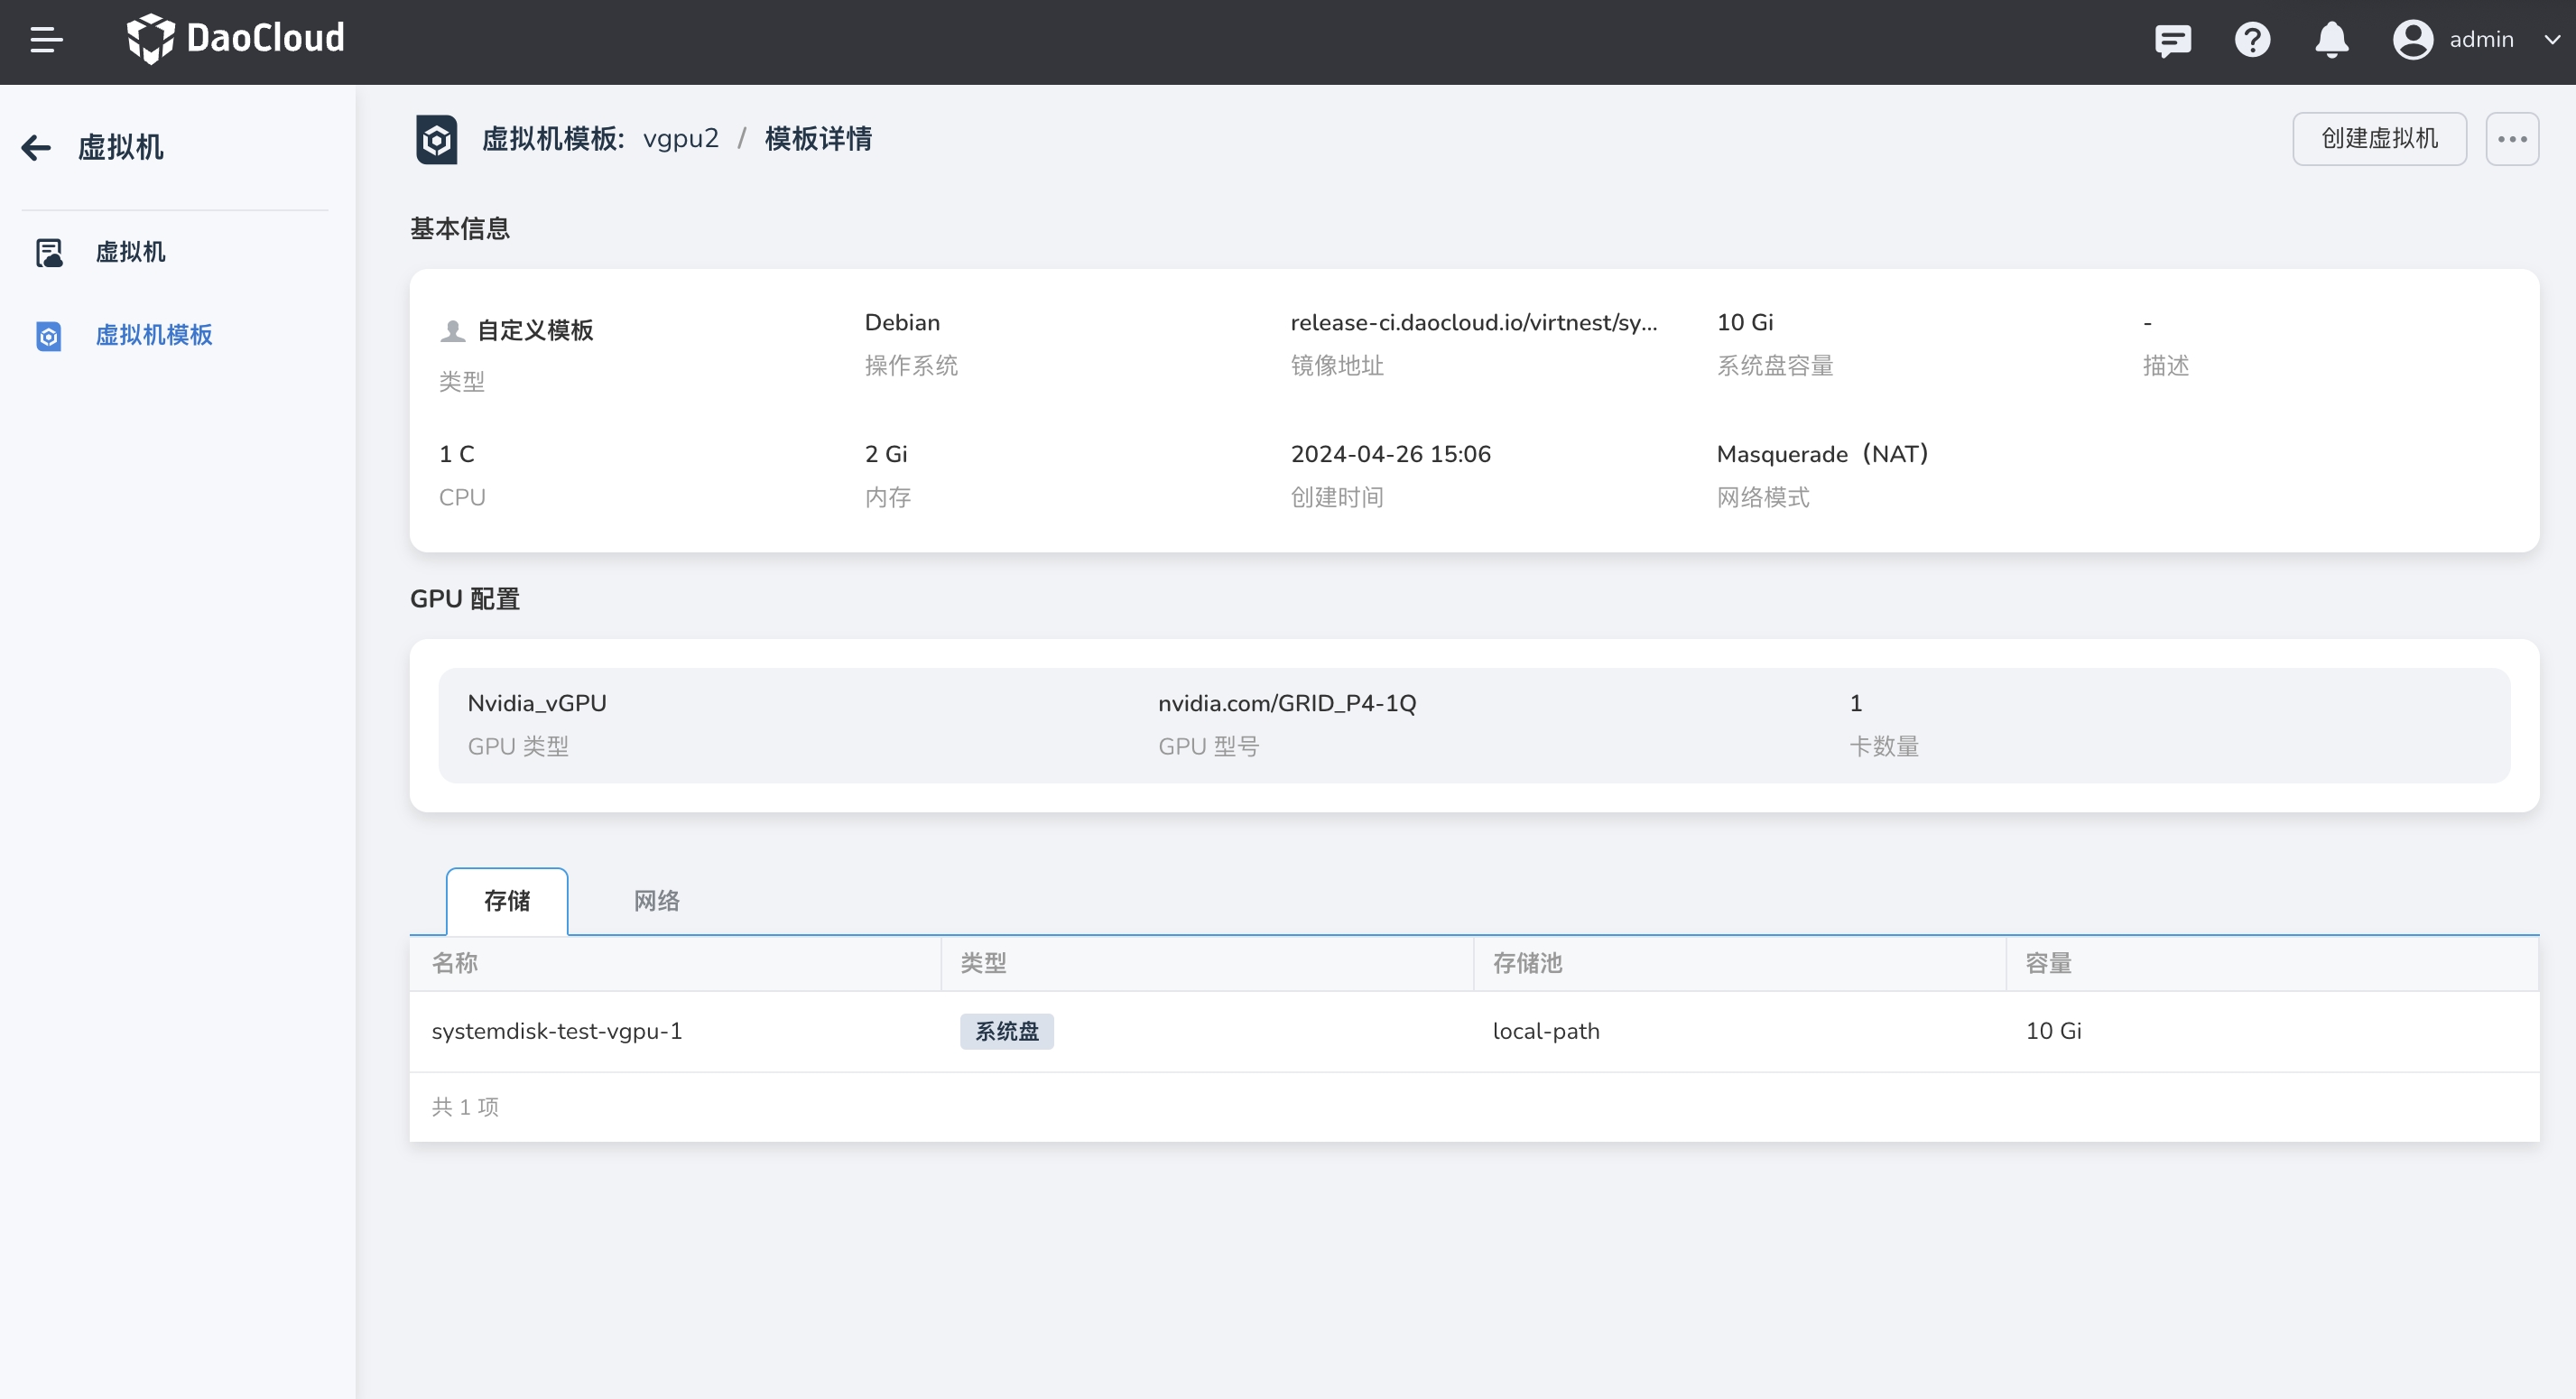 DaoCloud
admin
虚拟机
虚拟机
虚拟机模板
虚拟机模板: vgpu2 / 模板详情
创建虚拟机
基本信息
自定义模板
类型
Debian
操作系统
release-ci.daocloud.io/virtnest/sy...
镜像地址
10 Gi
系统盘容量
-
描述
1 C
CPU
2 Gi
内存
2024-04-26 15:06
创建时间
Masquerade（NAT）
网络模式
GPU 配置
Nvidia_vGPU
GPU 类型
nvidia.com/GRID_P4-1Q
GPU 型号
1
卡数量
存储 网络
名称 类型 存储池 容量
systemdisk-test-vgpu-1 系统盘 local-path 10 Gi
共 1 项